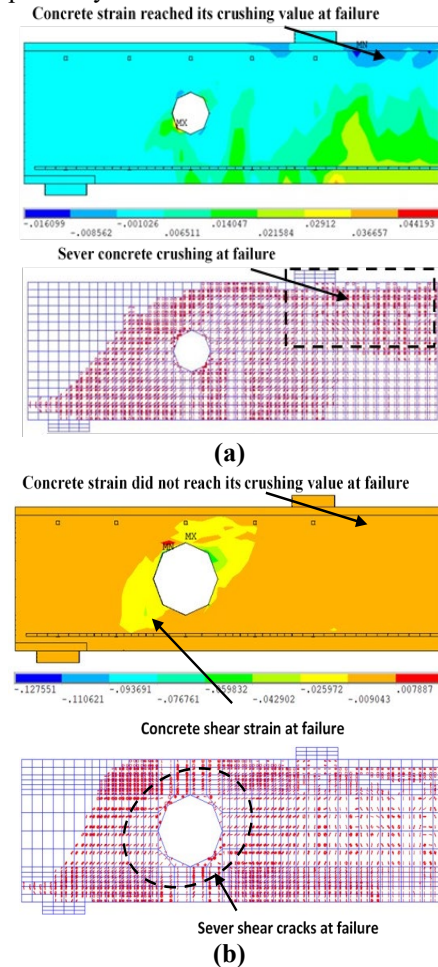 Concrete strain reached its crushing value at failure
MN
MX
-.016099 -.001026 .014047 .02912 .044193
-.008562 .006511 .021584 .036657
Sever concrete crushing at failure
(a)
Concrete strain did not reach its crushing value at failure
MX
MN
-.127551 -.093691 -.059832 -.025972 .007887
-.110621 -.076761 -.042902 -.009043
Concrete shear strain at failure
Sever shear cracks at failure
(b)